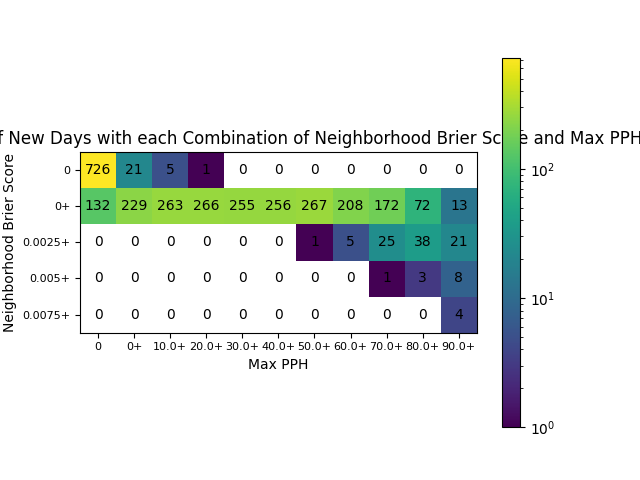 f New Days with each Combination of Neighborhood Brier Score and Max PPH
Neighborhood Brier Score
0 726 21 5 1 0 0 0 0 0 0 0
0+ 132 229 263 266 255 256 267 208 172 72 13
0.0025+ 0 0 0 0 0 0 1 5 25 38 21
0.005+ 0 0 0 0 0 0 0 0 1 3 8
0.0075+ 0 0 0 0 0 0 0 0 0 0 4
0 0+ 10.0+ 20.0+ 30.0+ 40.0+ 50.0+ 60.0+ 70.0+ 80.0+ 90.0+
Max PPH
10²
10¹
10⁰